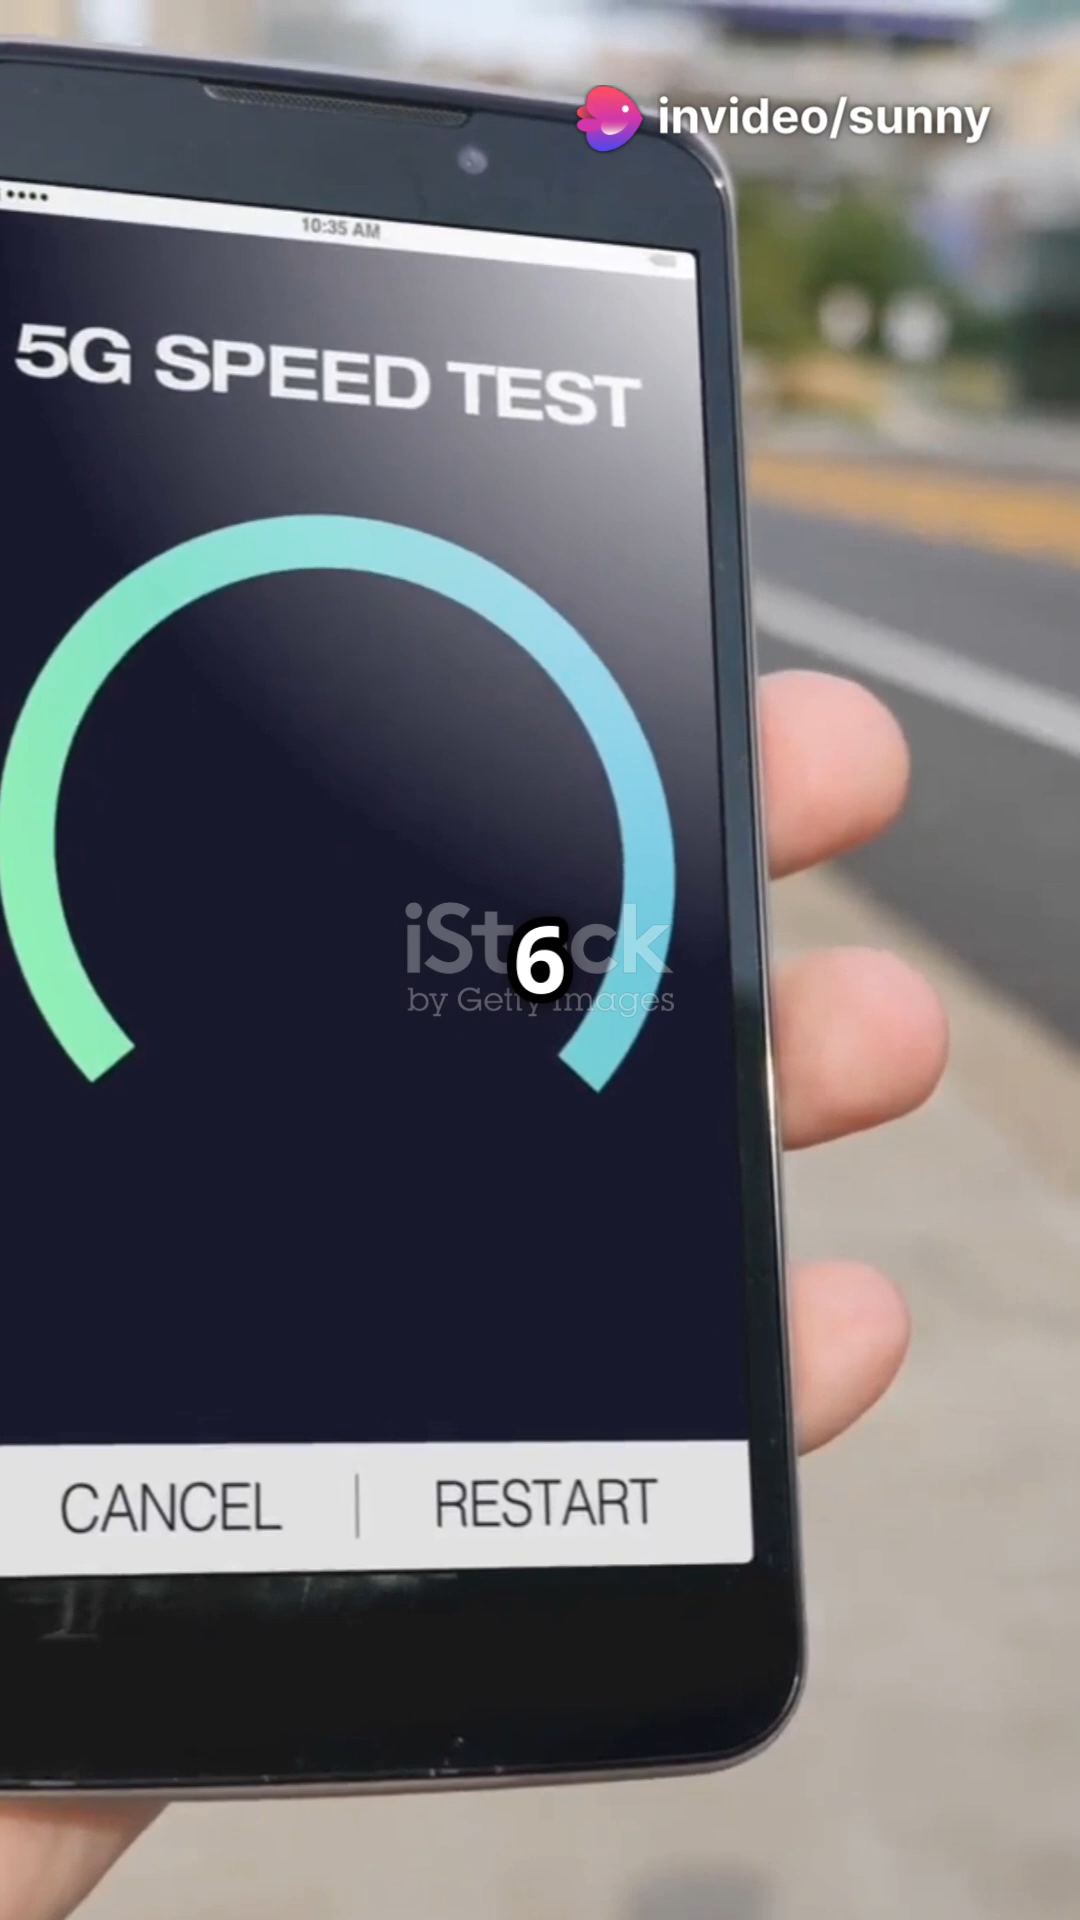 invideo/sunny
10:35 AM
5G SPEED TEST
iStock
6
by Getty Images
CANCEL | RESTART